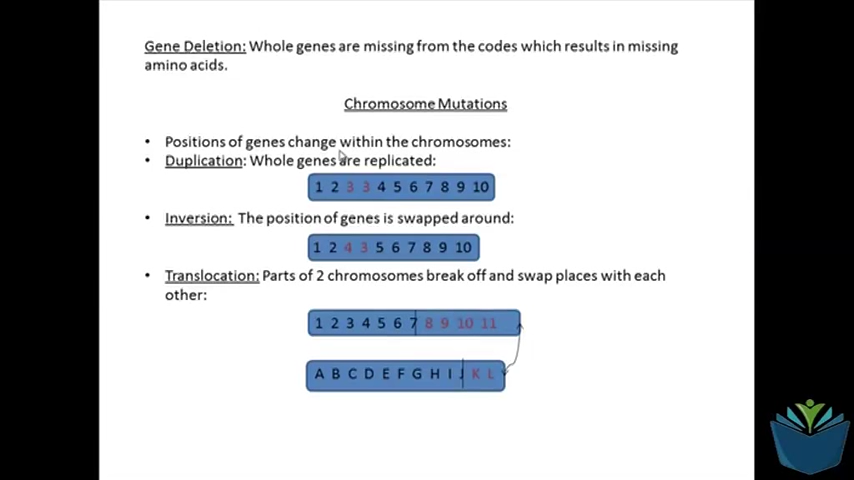 Gene Deletion: Whole genes are missing from the codes which results in missing
amino acids.
Chromosome Mutations
• Positions of genes change within the chromosomes:
• Duplication: Whole genes are replicated:
1 2 3 3 4 5 6 7 8 9 10
• Inversion: The position of genes is swapped around:
1 2 4 3 5 6 7 8 9 10
• Translocation: Parts of 2 chromosomes break off and swap places with each
other:
1 2 3 4 5 6 7 8 9 10 11
A B C D E F G H I J K L